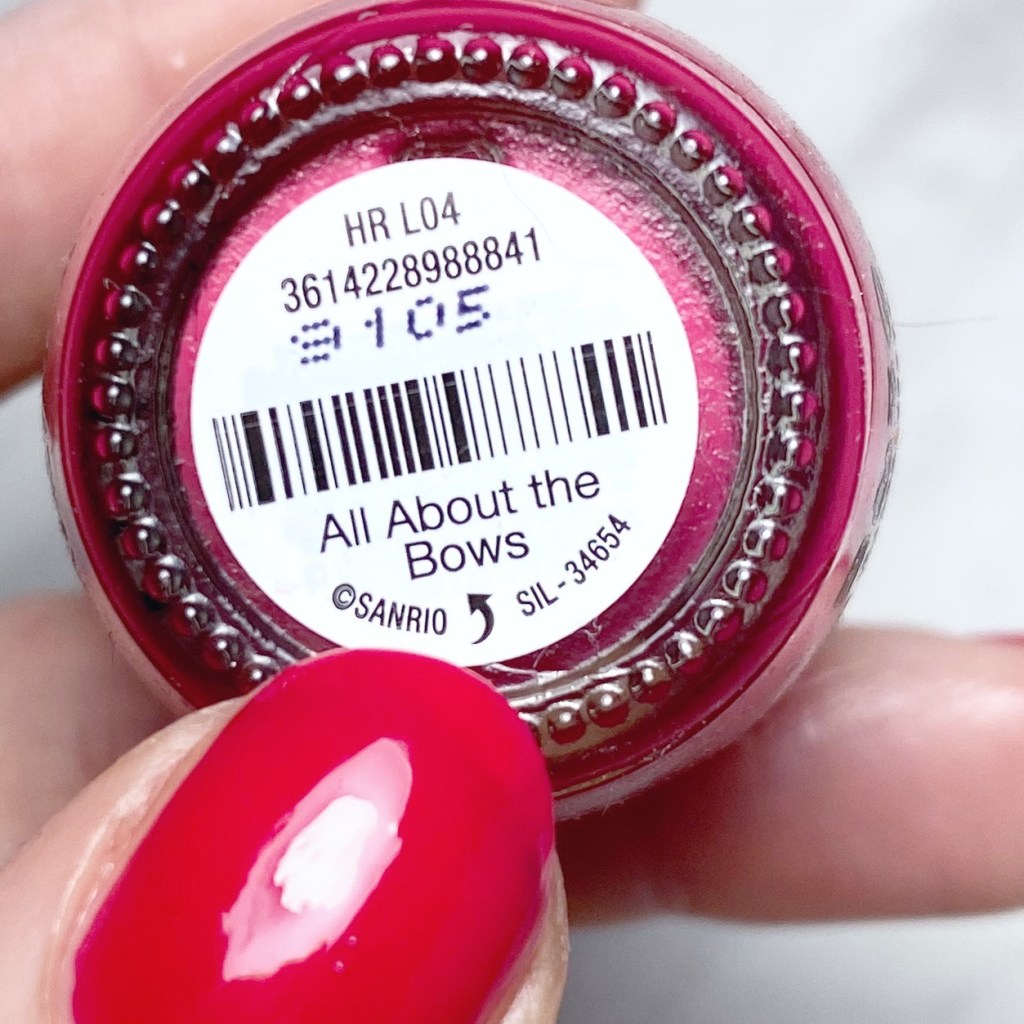 HR L04
3614228988841
9105
All About the
Bows
©SANRIO SIL - 34654